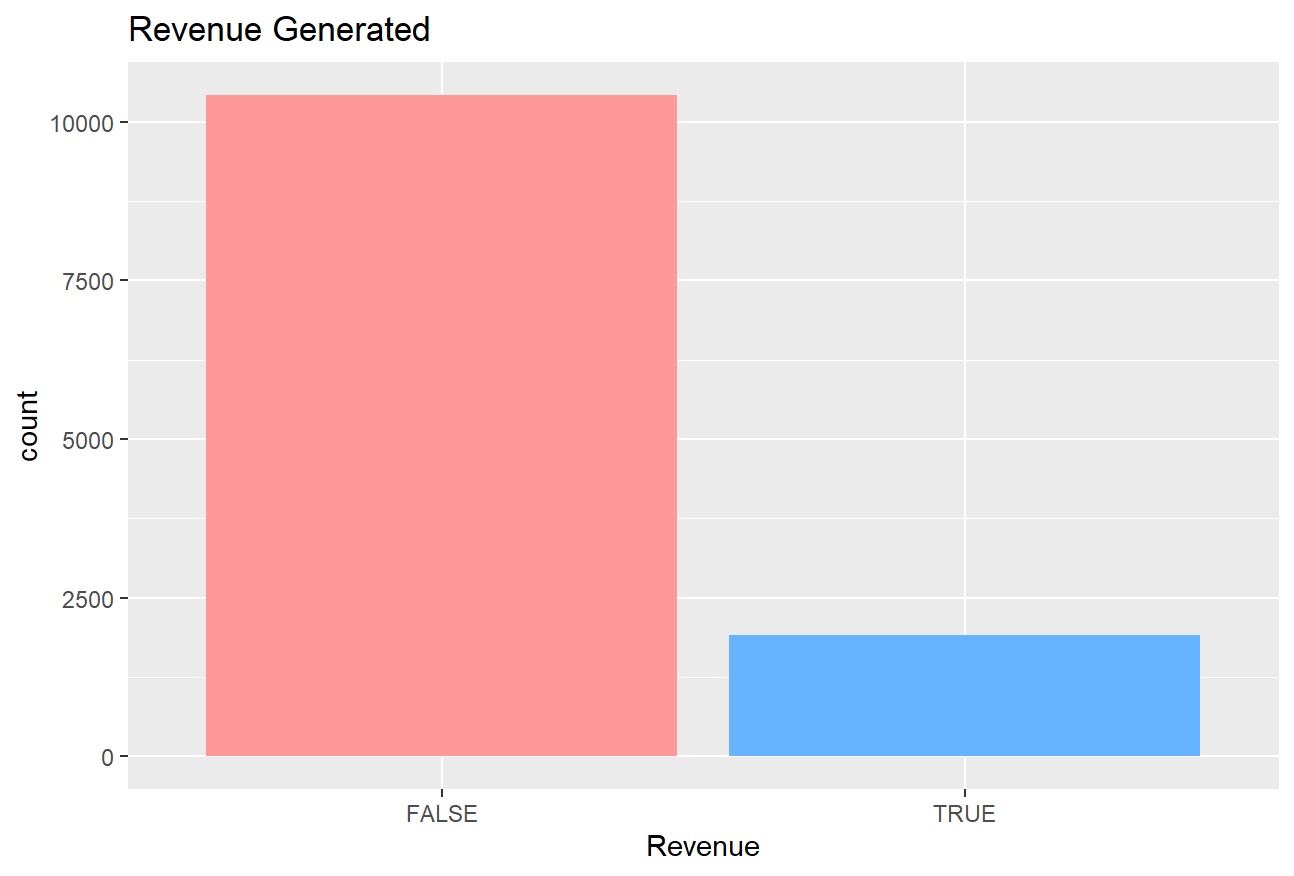 Revenue Generated
10000
7500
5000
2500
0
count
FALSE TRUE
Revenue